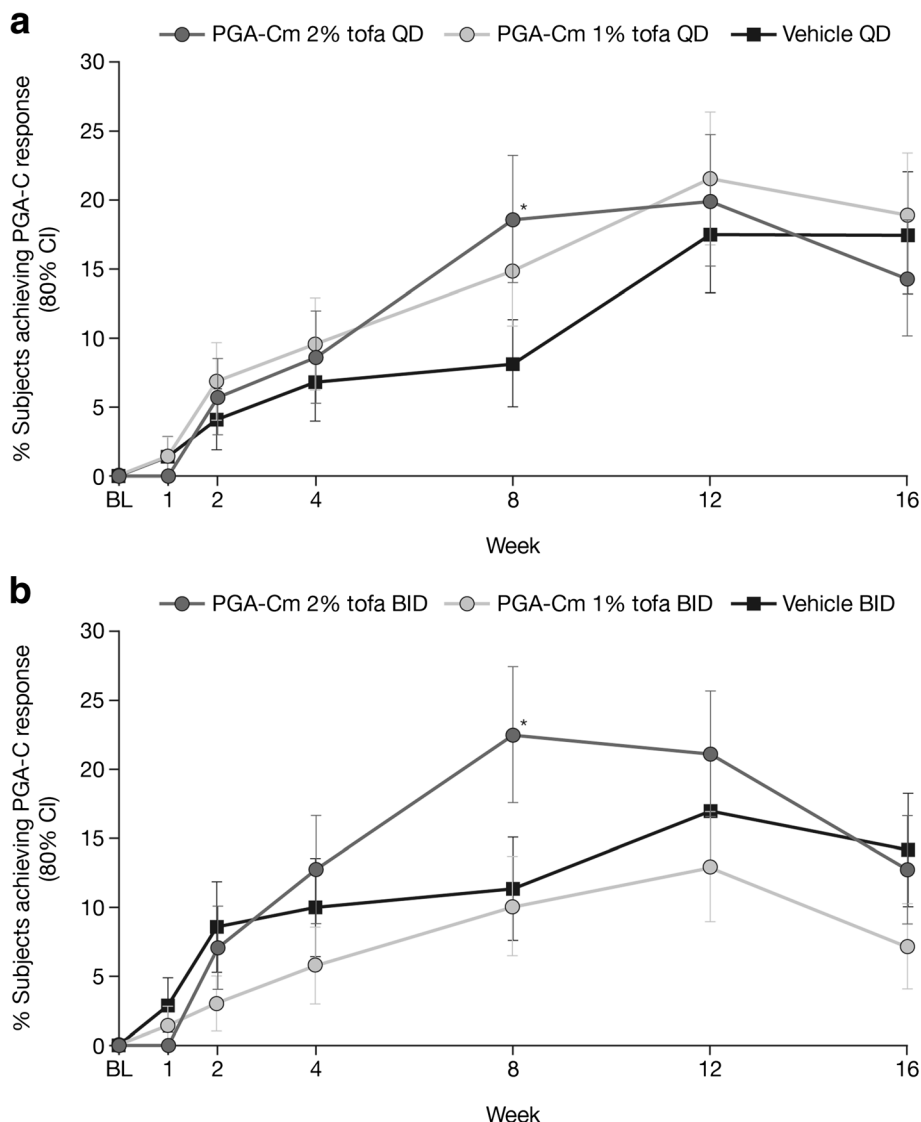 a
PGA-Cm 2% tofa QD PGA-Cm 1% tofa QD Vehicle QD
% Subjects achieving PGA-C response
(80% CI)
30
25
20
15
10
5
0
*
BL 1 2 4 8 12 16
Week
b
PGA-Cm 2% tofa BID PGA-Cm 1% tofa BID Vehicle BID
% Subjects achieving PGA-C response
(80% CI)
30
25
20
15
10
5
0
*
BL 1 2 4 8 12 16
Week